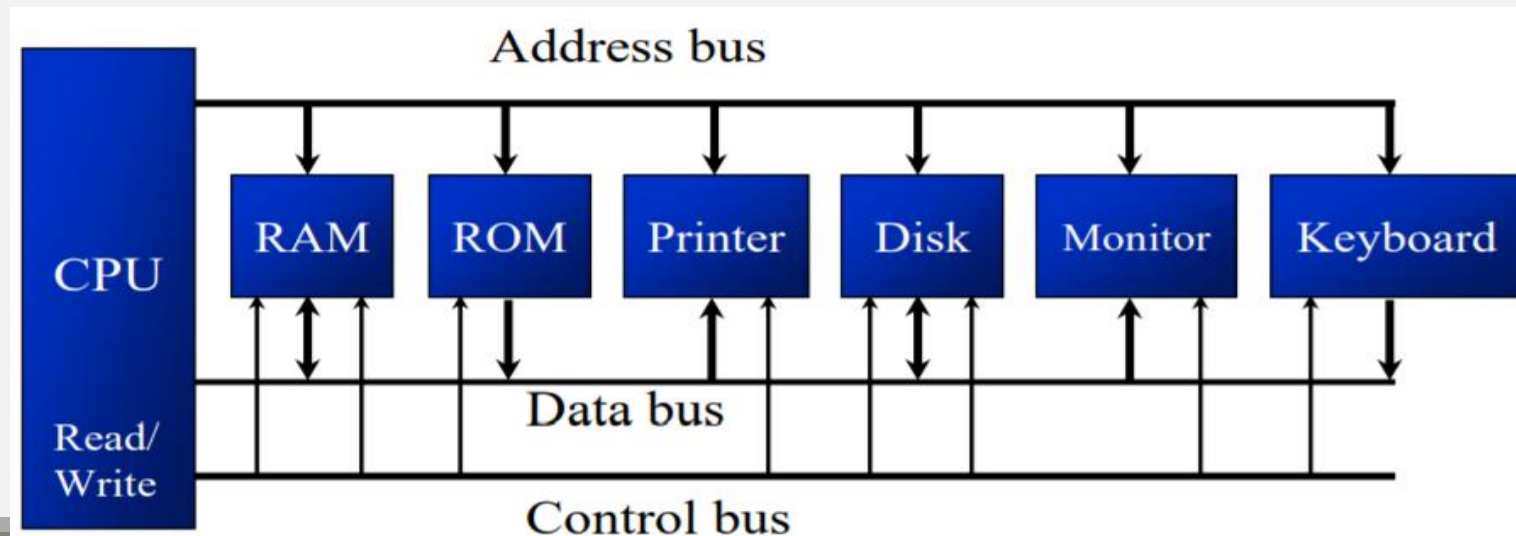 Address bus
CPU
RAM
ROM
Printer
Disk
Monitor
Keyboard
Data bus
Read/
Write
Control bus